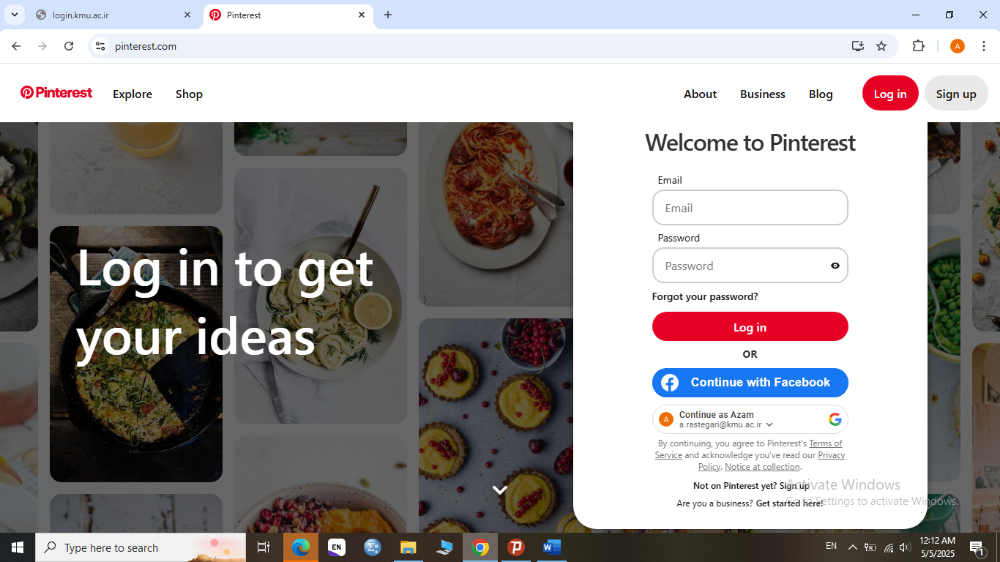 login.kmu.ac.ir
Pinterest
pinterest.com
A
Pinterest
Explore
Shop
About
Business
Blog
Log in
Sign up
Log in to get
your ideas
Welcome to Pinterest
Email
Email
Password
Password
Forgot your password?
Log in
OR
Continue with Facebook
A
Continue as Azam
a.rastegari@kmu.ac.ir
By continuing, you agree to Pinterest's Terms of
Service and acknowledge you've read our Privacy
Policy. Notice at collection.
Not on Pinterest yet? Sign up
Are you a business? Get started here!
Activate Windows
Go to Settings to activate Windows.
Type here to search
EN
EN
12:12 AM
5/5/2025
1